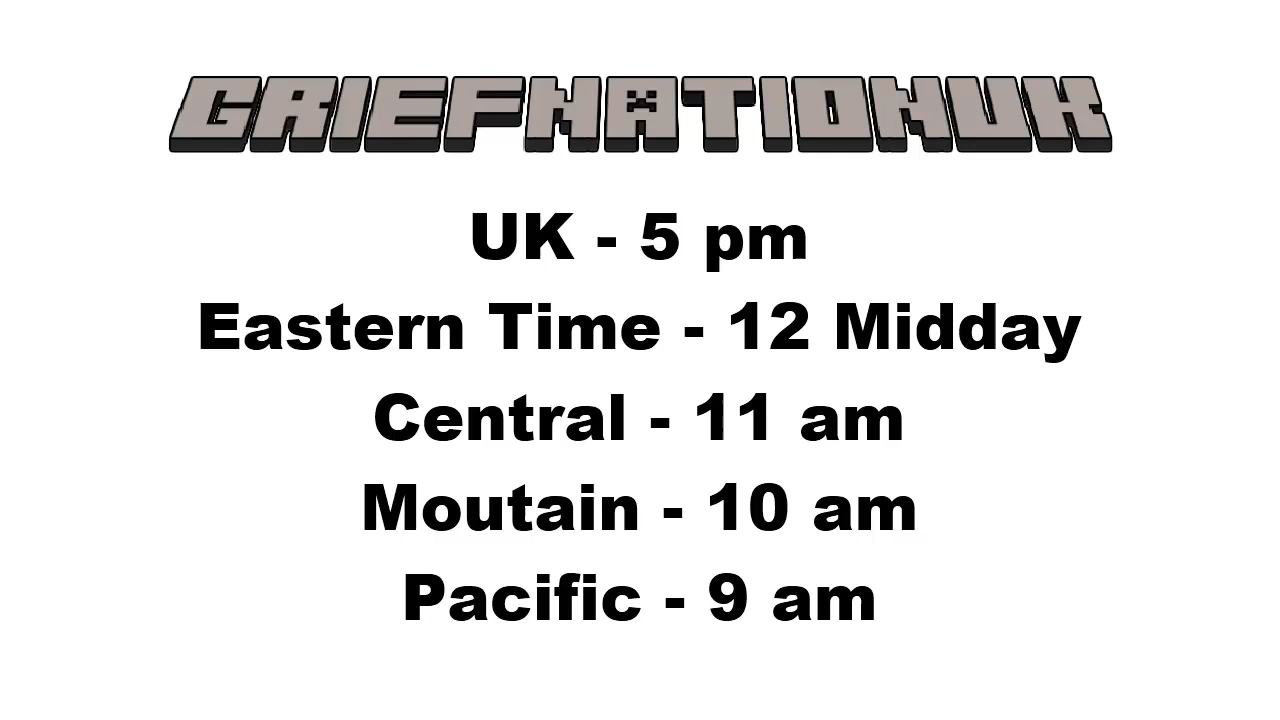 GRIEFNATIONUK
UK - 5 pm
Eastern Time - 12 Midday
Central - 11 am
Moutain - 10 am
Pacific - 9 am